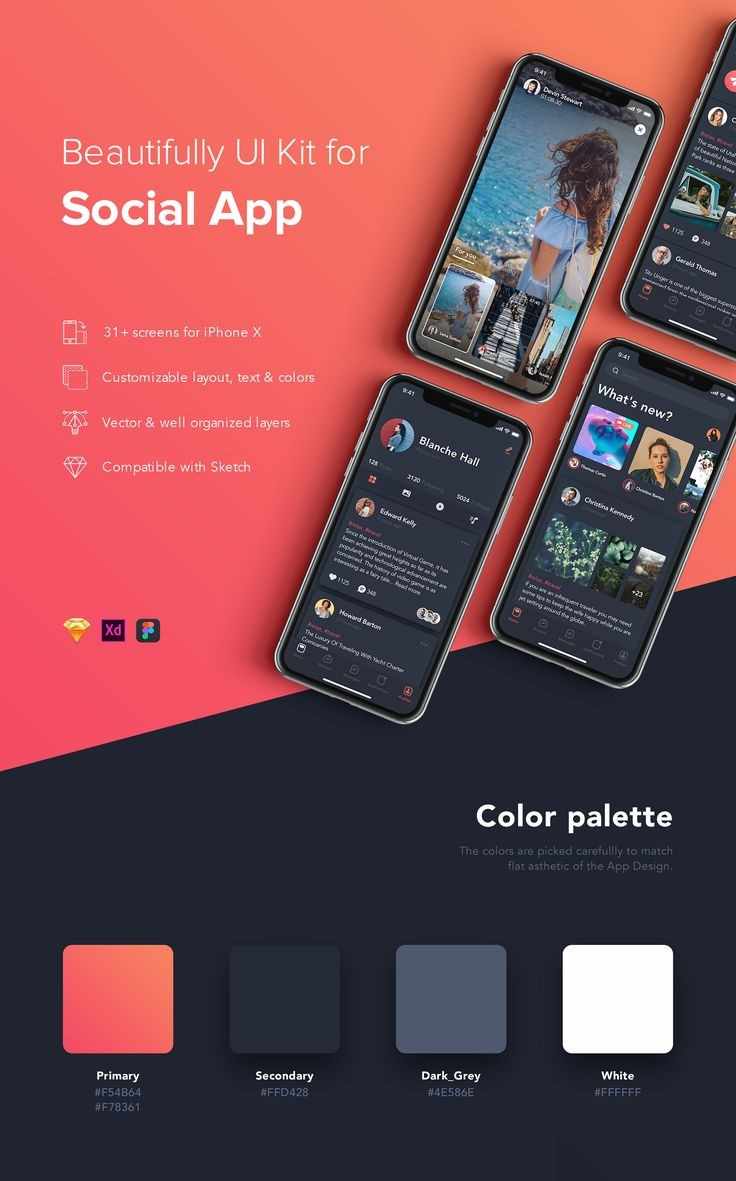 Beautifully UI Kit for
Social App
31+ screens for iPhone X
Customizable layout, text & colors
Vector & well organized layers
Compatible with Sketch
Xd
9:41
Devin Stewart
For you
1125
348
Gerald Thomas
9:41
What's new?
Thomas Curtis
Christina Barton
Christina Kennedy
+23
If you are an infrequent traveler you may need
some tips to keep the wife happy while you are
jet setting around the globe.
9:41
Blanche Hall
128
3120
5024
Edward Kelly
Since the introduction of Virtual Game, it has
been achieving great heights so far as its
popularity and technological advancement are
concerned. The history of video game is as
interesting as a fairy tale... Read more
1125
348
Howard Barton
The Luxury Of Traveling With Yacht Charter
Companies
Color palette
The colors are picked carefullly to match
flat asthetic of the App Design.
Primary
#F54B64
#F78361
Secondary
#FFD428
Dark_Grey
#4E586E
White
#FFFFFF